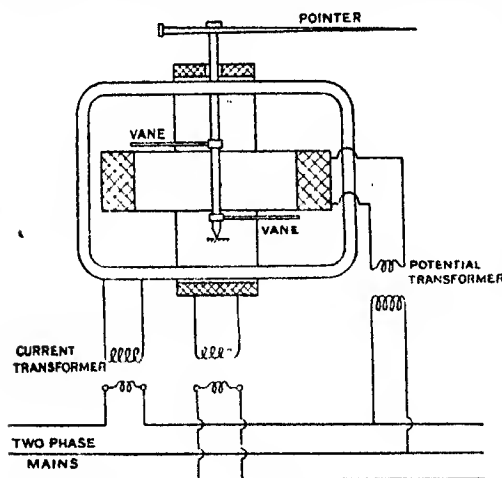 POINTER
VANE
VANE
POTENTIAL
TRANSFORMER
CURRENT
TRANSFORMER
TWO PHASE
MAINS